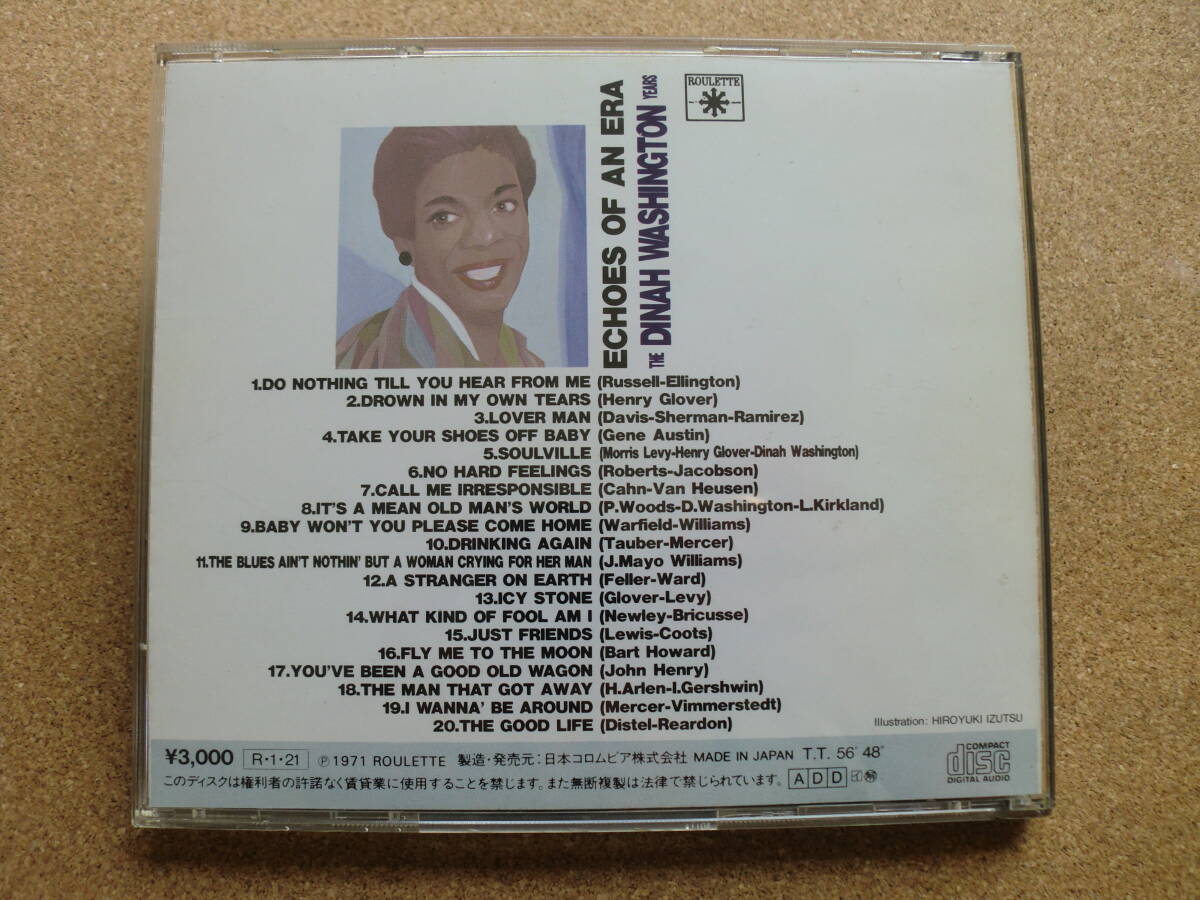 ROULETTE
ECHOES OF AN ERA
THE DINAH WASHINGTON YEARS
1.DO NOTHING TILL YOU HEAR FROM ME (Russell-Ellington)
2.DROWN IN MY OWN TEARS (Henry Glover)
3.LOVER MAN (Davis-Sherman-Ramirez)
4.TAKE YOUR SHOES OFF BABY (Gene Austin)
5.SOULVILLE (Morris Levy-Henry Glover-Dinah Washington)
6.NO HARD FEELINGS (Roberts-Jacobson)
7.CALL ME IRRESPONSIBLE (Cahn-Van Heusen)
8.IT'S A MEAN OLD MAN'S WORLD (P.Woods-D.Washington-L.Kirkland)
9.BABY WON'T YOU PLEASE COME HOME (Warfield-Williams)
10.DRINKING AGAIN (Tauber-Mercer)
11.THE BLUES AIN'T NOTHIN' BUT A WOMAN CRYING FOR HER MAN (J.Mayo Williams)
12.A STRANGER ON EARTH (Feller-Ward)
13.ICY STONE (Glover-Levy)
14.WHAT KIND OF FOOL AM I (Newley-Bricusse)
15.JUST FRIENDS (Lewis-Coots)
16.FLY ME TO THE MOON (Bart Howard)
17.YOU'VE BEEN A GOOD OLD WAGON (John Henry)
18.THE MAN THAT GOT AWAY (H.Arlen-I.Gershwin)
19.I WANNA' BE AROUND (Mercer-Vimmerstedt)
20.THE GOOD LIFE (Distel-Reardon)
Illustration: HIROYUKI IZUTSU
¥3,000 R・1・21 Ⓟ1971 ROULETTE 製造・発売元:日本コロムビア株式会社 MADE IN JAPAN T.T. 56' 48"
このディスクは権利者の許諾なく賃貸業に使用することを禁じます。また無断複製は法律で禁じられています。 ADD
COMPACT
disc
DIGITAL AUDIO